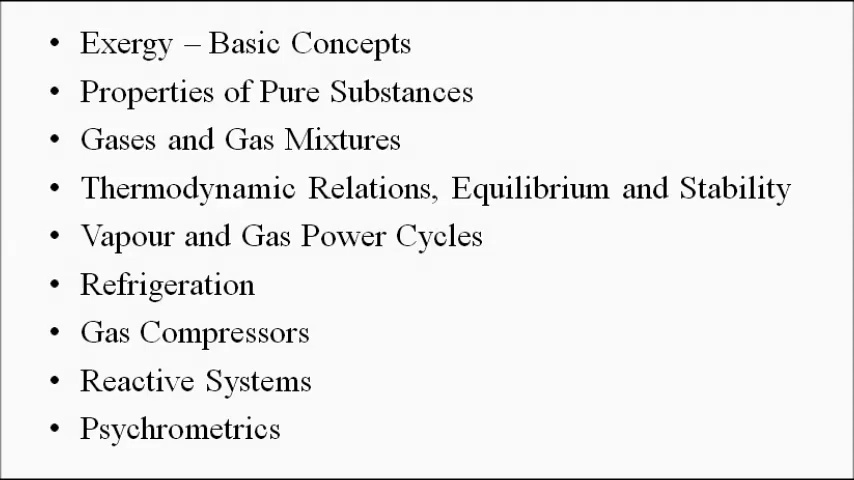 • Exergy – Basic Concepts
• Properties of Pure Substances
• Gases and Gas Mixtures
• Thermodynamic Relations, Equilibrium and Stability
• Vapour and Gas Power Cycles
• Refrigeration
• Gas Compressors
• Reactive Systems
• Psychrometrics